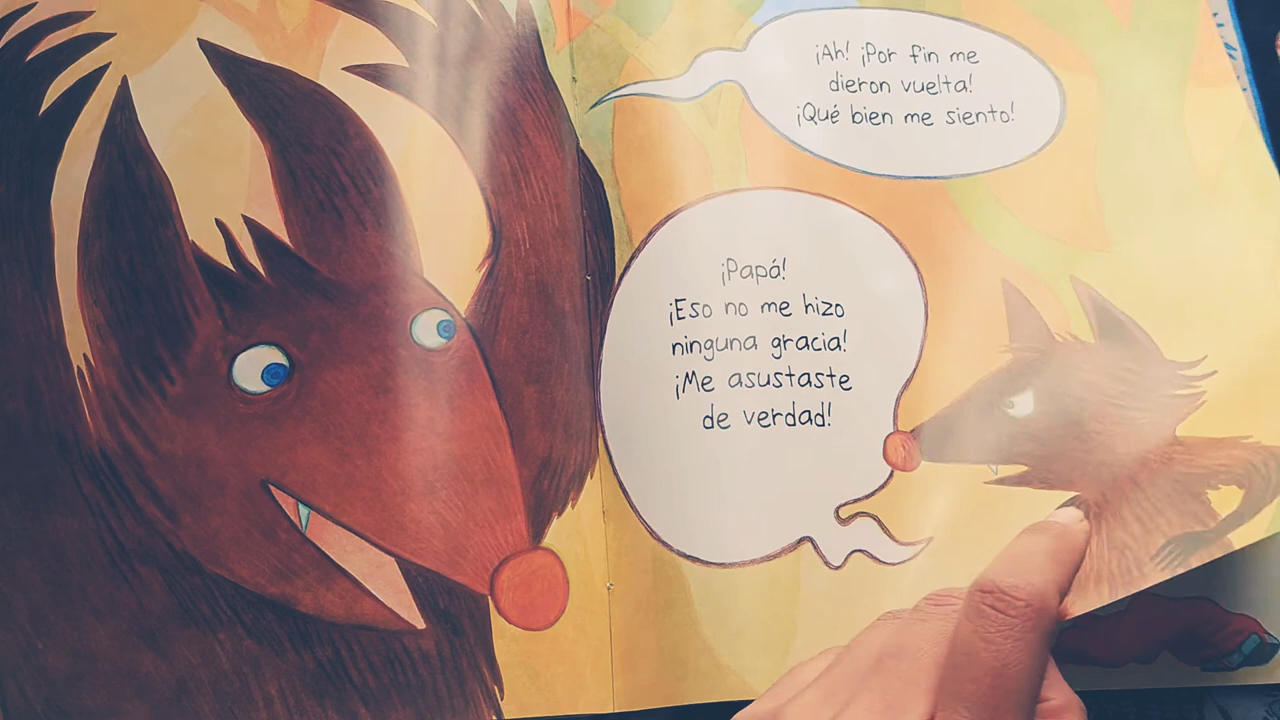 ¡Ah! ¡Por fin me
dieron vuelta!
¡Qué bien me siento!
¡Papá!
¡Eso no me hizo
ninguna gracia!
¡Me asustaste
de verdad!